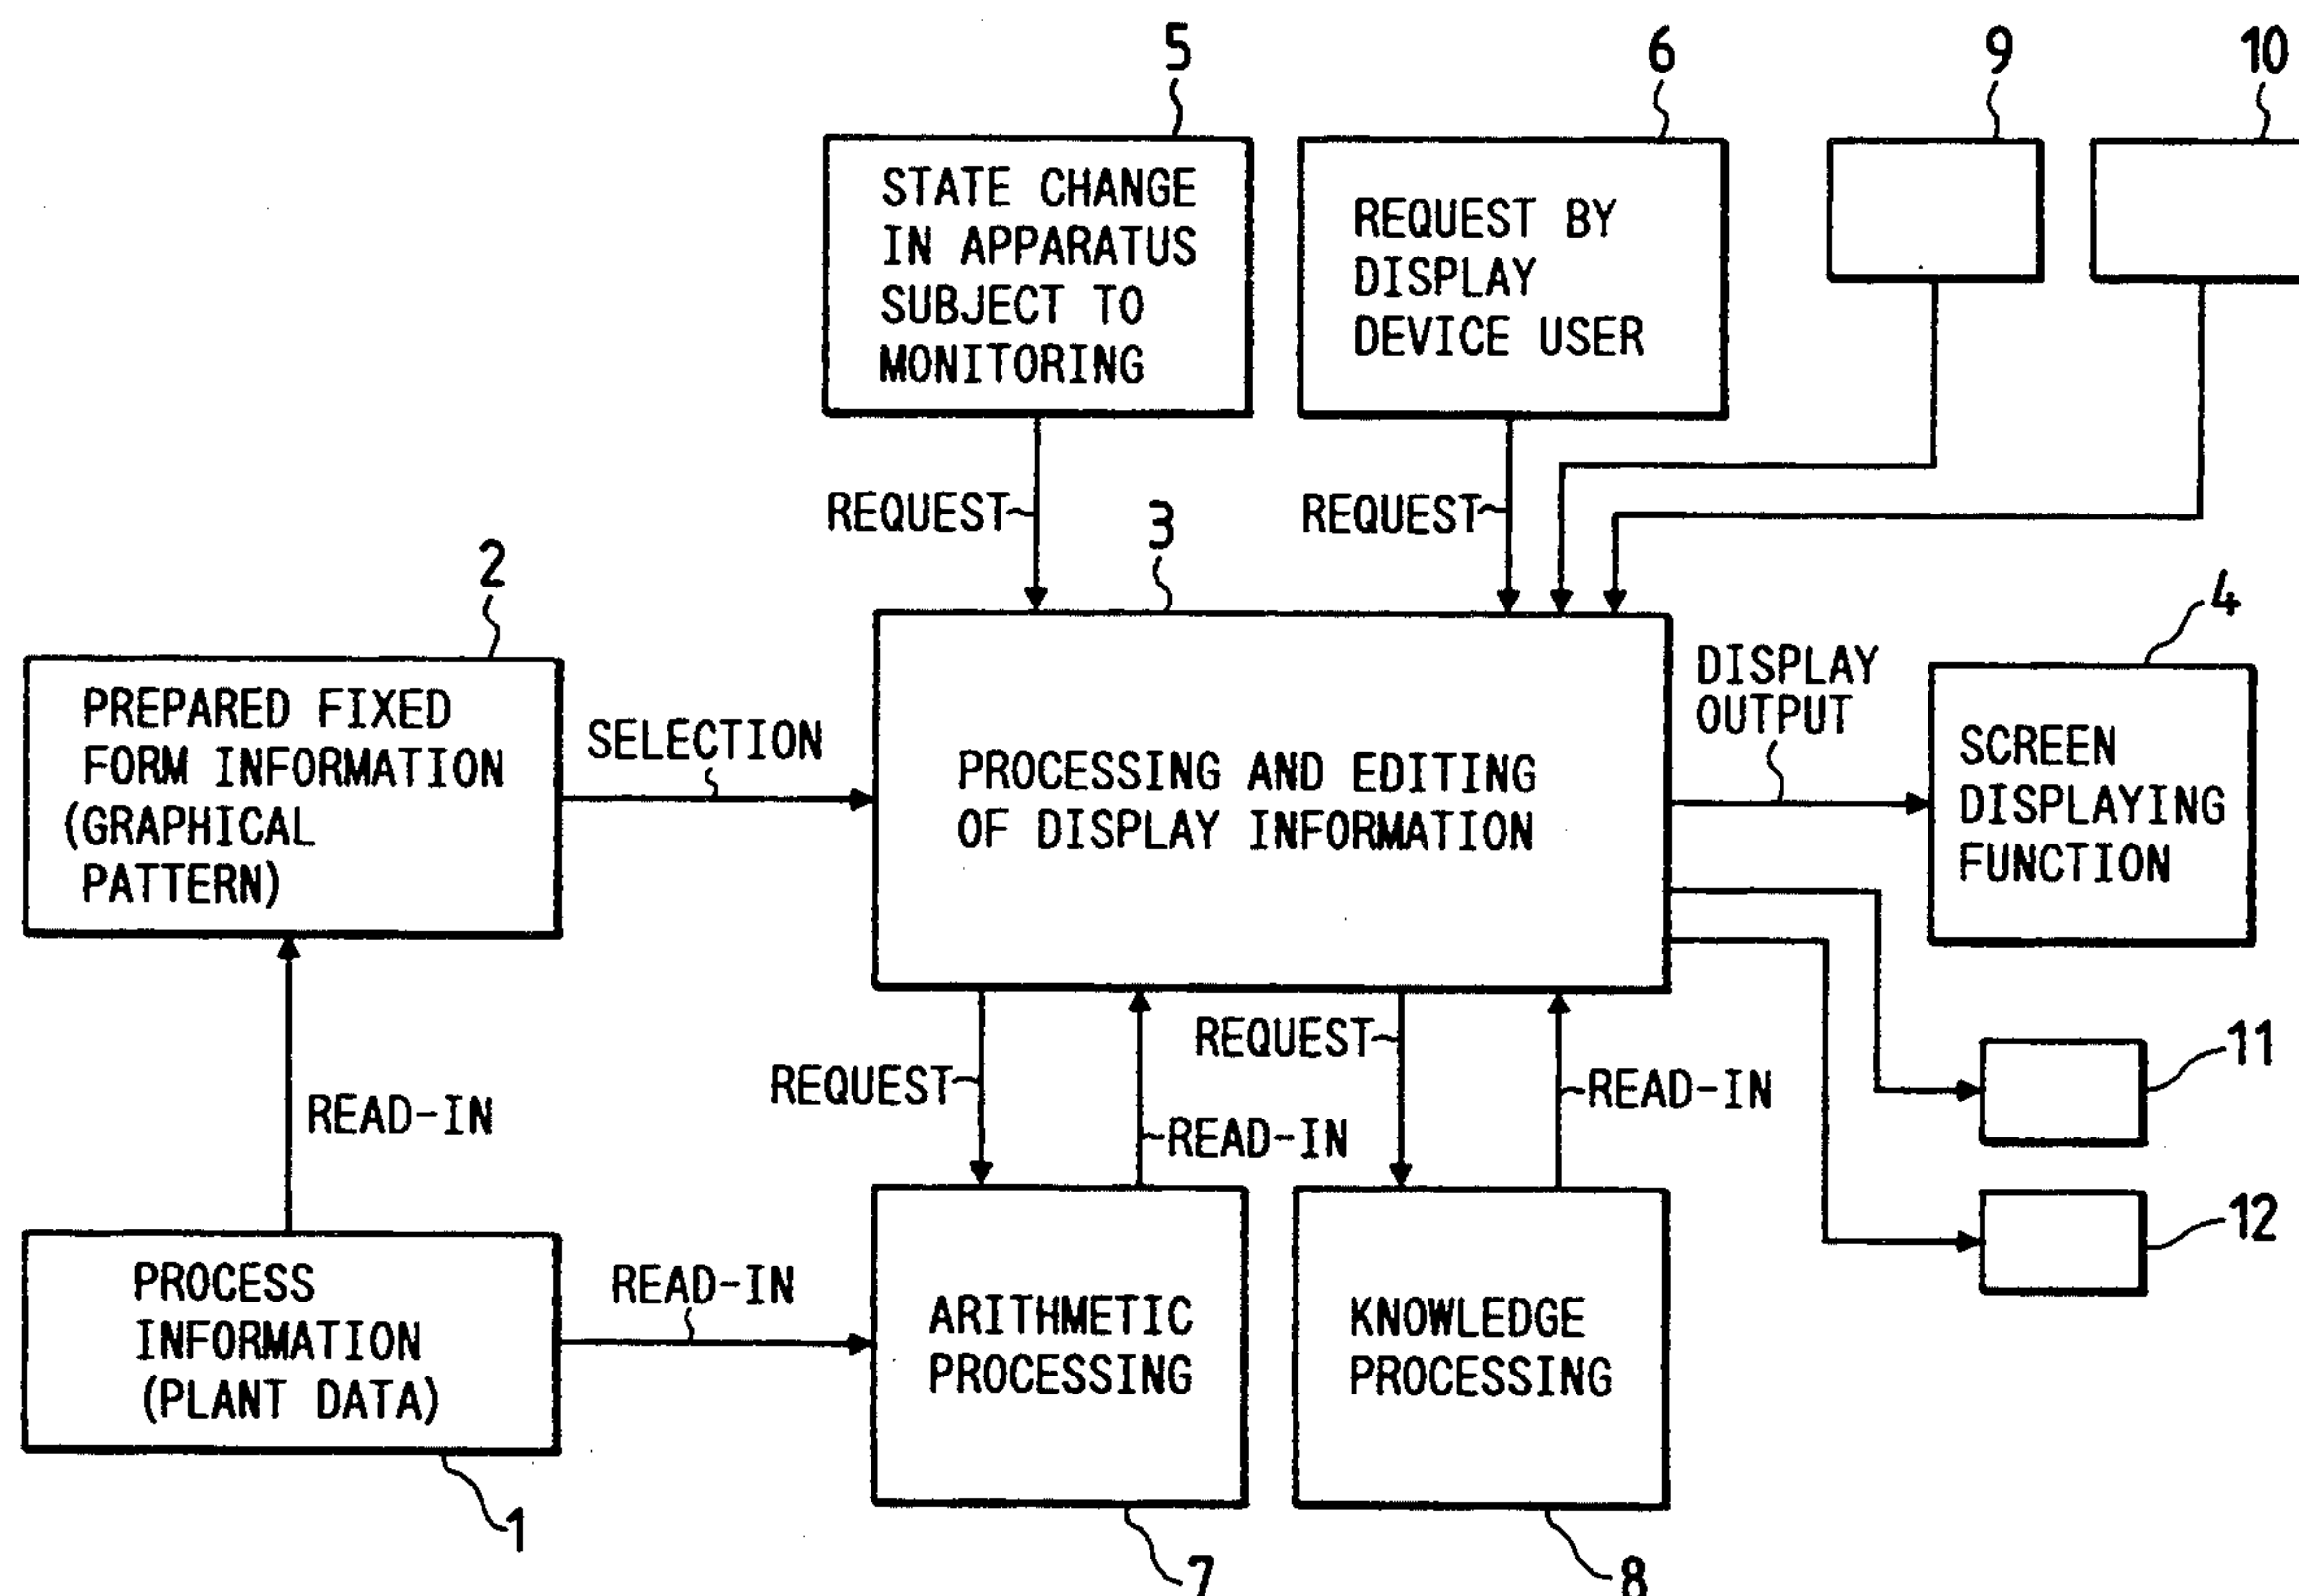 5
6
9
10
STATE CHANGE
IN APPARATUS
SUBJECT TO
MONITORING
REQUEST BY
DISPLAY
DEVICE USER
REQUEST
REQUEST
2
3
4
PREPARED FIXED
FORM INFORMATION
(GRAPHICAL
PATTERN)
SELECTION
PROCESSING AND EDITING
OF DISPLAY INFORMATION
DISPLAY
OUTPUT
SCREEN
DISPLAYING
FUNCTION
READ-IN
REQUEST
READ-IN
REQUEST
READ-IN
11
12
PROCESS
INFORMATION
(PLANT DATA)
READ-IN
ARITHMETIC
PROCESSING
KNOWLEDGE
PROCESSING
1
7
8